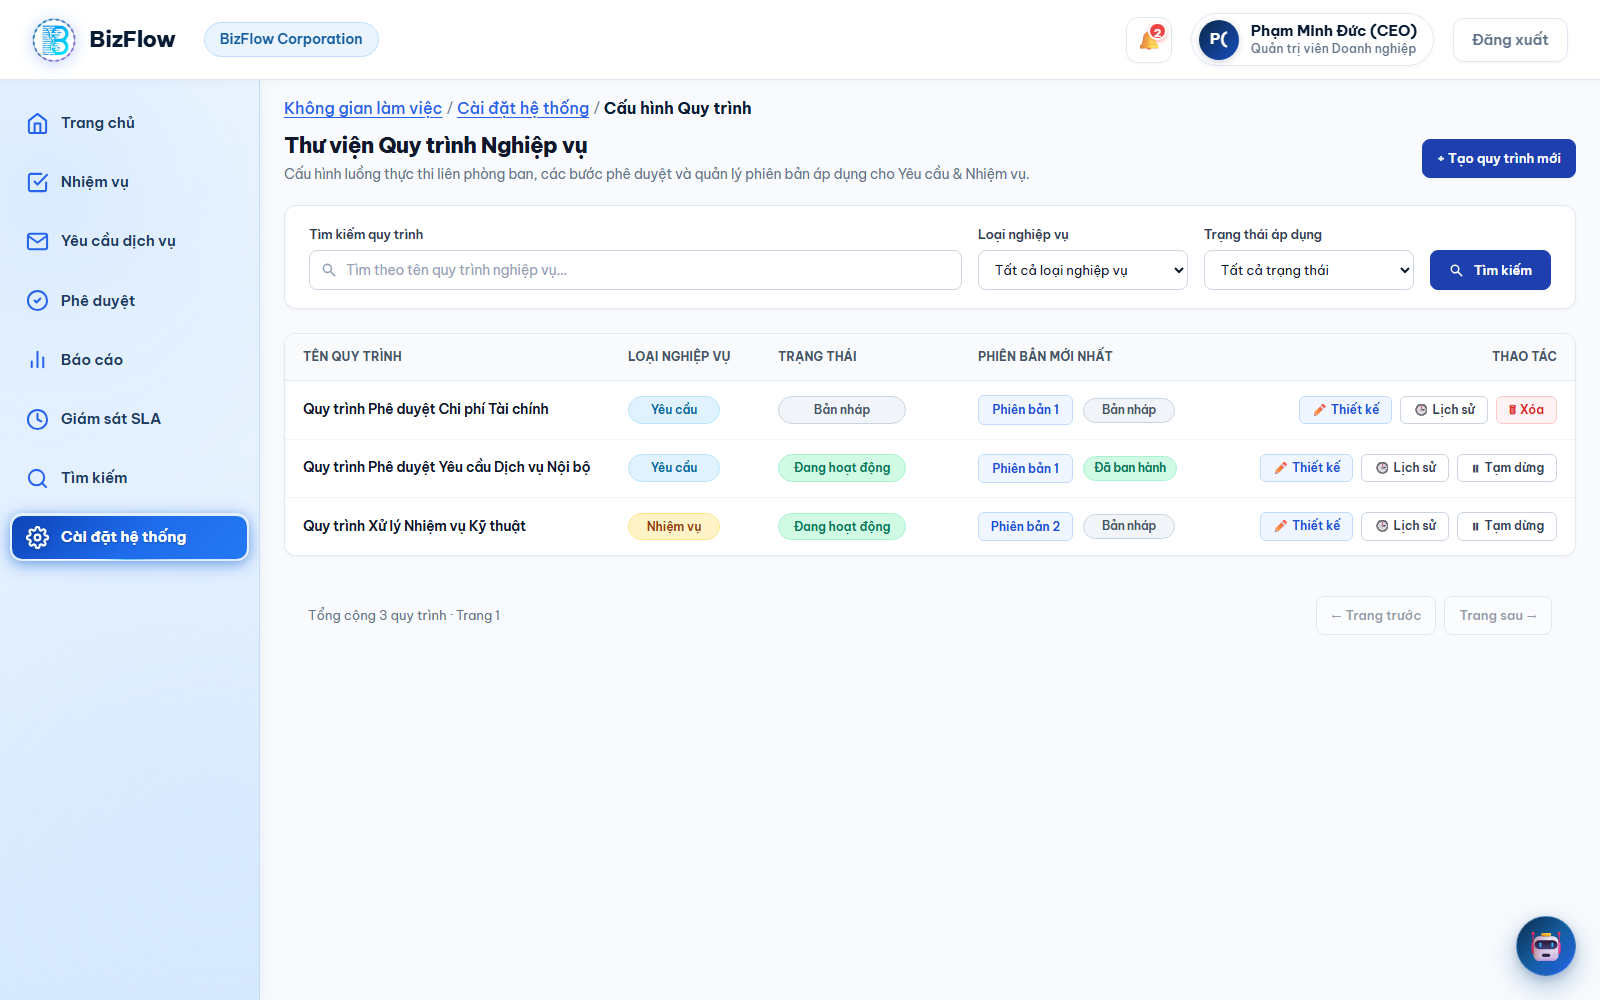 BizFlow
BizFlow Corporation
2
P(
Phạm Minh Đức (CEO)
Quản trị viên Doanh nghiệp
Đăng xuất
Trang chủ
Nhiệm vụ
Yêu cầu dịch vụ
Phê duyệt
Báo cáo
Giám sát SLA
Tìm kiếm
Cài đặt hệ thống
Không gian làm việc / Cài đặt hệ thống / Cấu hình Quy trình
Thư viện Quy trình Nghiệp vụ
Cấu hình luồng thực thi liên phòng ban, các bước phê duyệt và quản lý phiên bản áp dụng cho Yêu cầu & Nhiệm vụ.
+ Tạo quy trình mới
Tìm kiếm quy trình
Loại nghiệp vụ
Trạng thái áp dụng
Tìm theo tên quy trình nghiệp vụ...
Tất cả loại nghiệp vụ
Tất cả trạng thái
Tìm kiếm
TÊN QUY TRÌNH LOẠI NGHIỆP VỤ TRẠNG THÁI PHIÊN BẢN MỚI NHẤT THAO TÁC
Quy trình Phê duyệt Chi phí Tài chính Yêu cầu Bản nháp Phiên bản 1 Bản nháp Thiết kế Lịch sử Xóa
Quy trình Phê duyệt Yêu cầu Dịch vụ Nội bộ Yêu cầu Đang hoạt động Phiên bản 1 Đã ban hành Thiết kế Lịch sử Tạm dừng
Quy trình Xử lý Nhiệm vụ Kỹ thuật Nhiệm vụ Đang hoạt động Phiên bản 2 Bản nháp Thiết kế Lịch sử Tạm dừng
Tổng cộng 3 quy trình · Trang 1
← Trang trước
Trang sau →